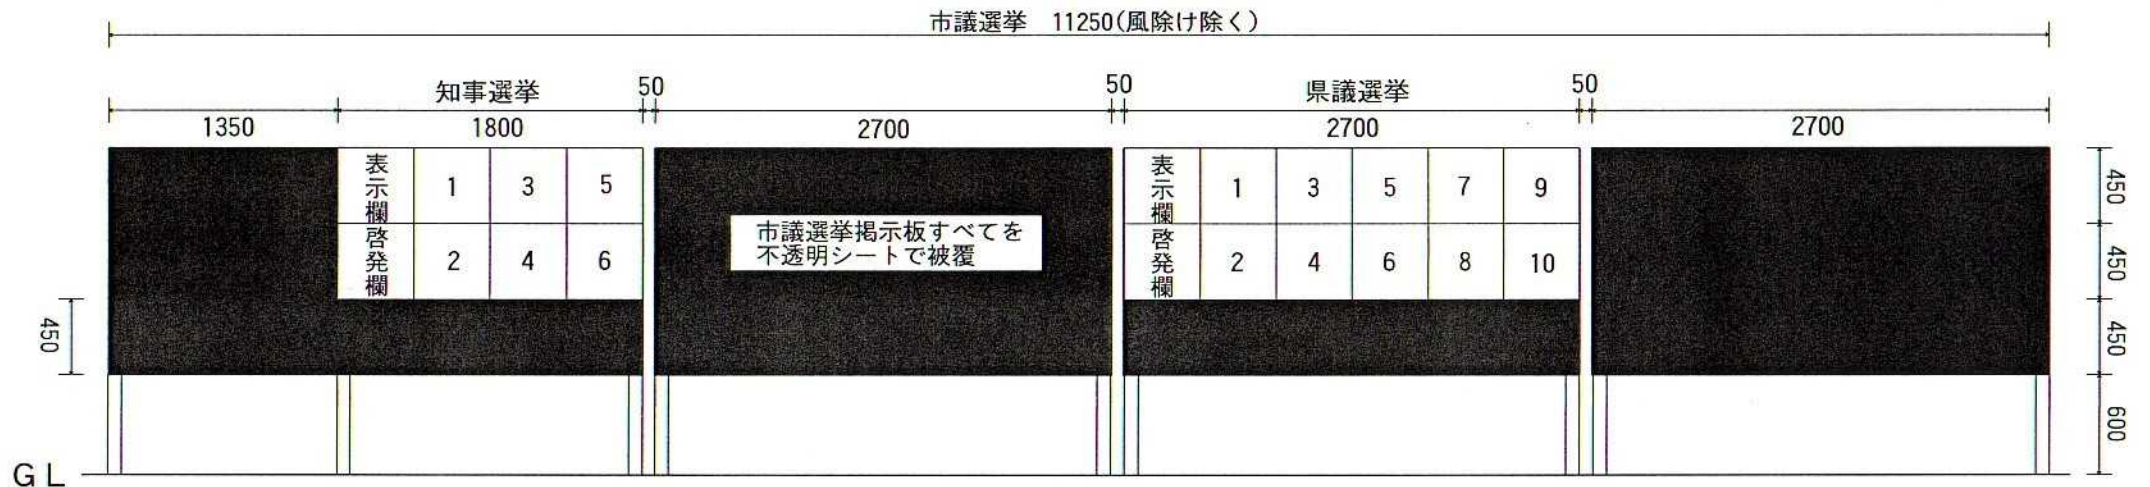 市議選挙 11250(風除け除く)
知事選挙 50 50 県議選挙 50
1350 1800 2700 2700 2700
表示欄 1 3 5
啓発欄 2 4 6
市議選挙掲示板すべてを
不透明シートで被覆
表示欄 1 3 5 7 9
啓発欄 2 4 6 8 10
450
450
450
450
600
GL